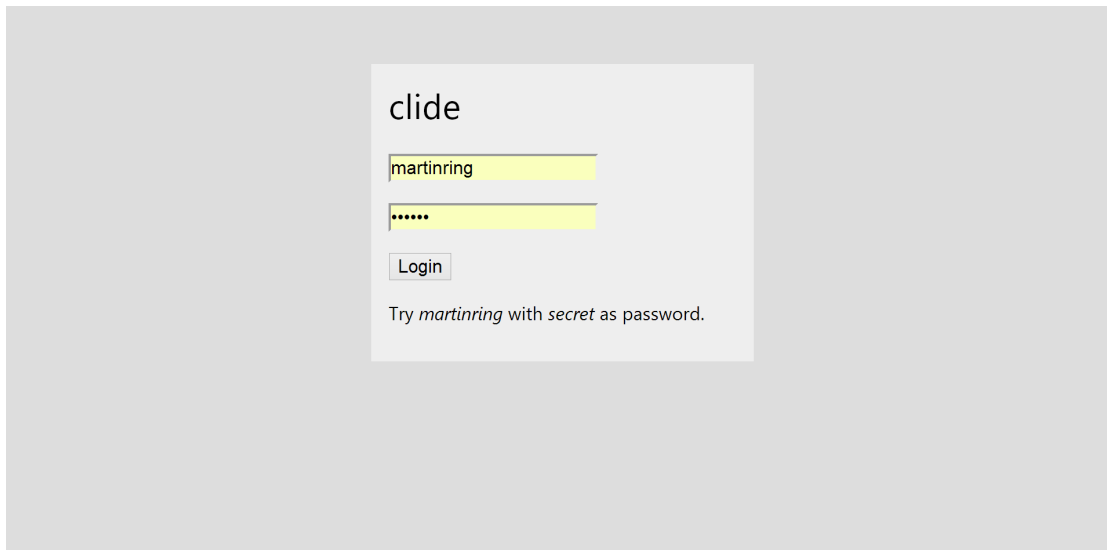 clide
martinring
••••••
Login
Try martinring with secret as password.